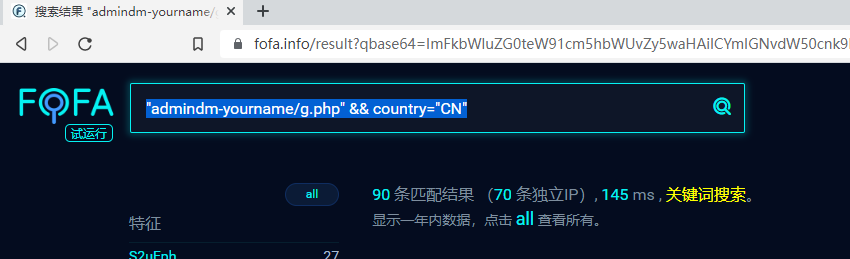 搜索结果 "admindm-yourname/
fofa.info/result?qbase64=ImFkbWluZG0teW91cm5hbWUvZy5waHAiICYmIGNvdW50cnk9I
FOFA
试运行
"admindm-yourname/g.php" && country="CN"
all
90 条匹配结果 （70 条独立IP）, 145 ms , 关键词搜索。
显示一年内数据，点击 all 查看所有。
特征
S2uEph 27